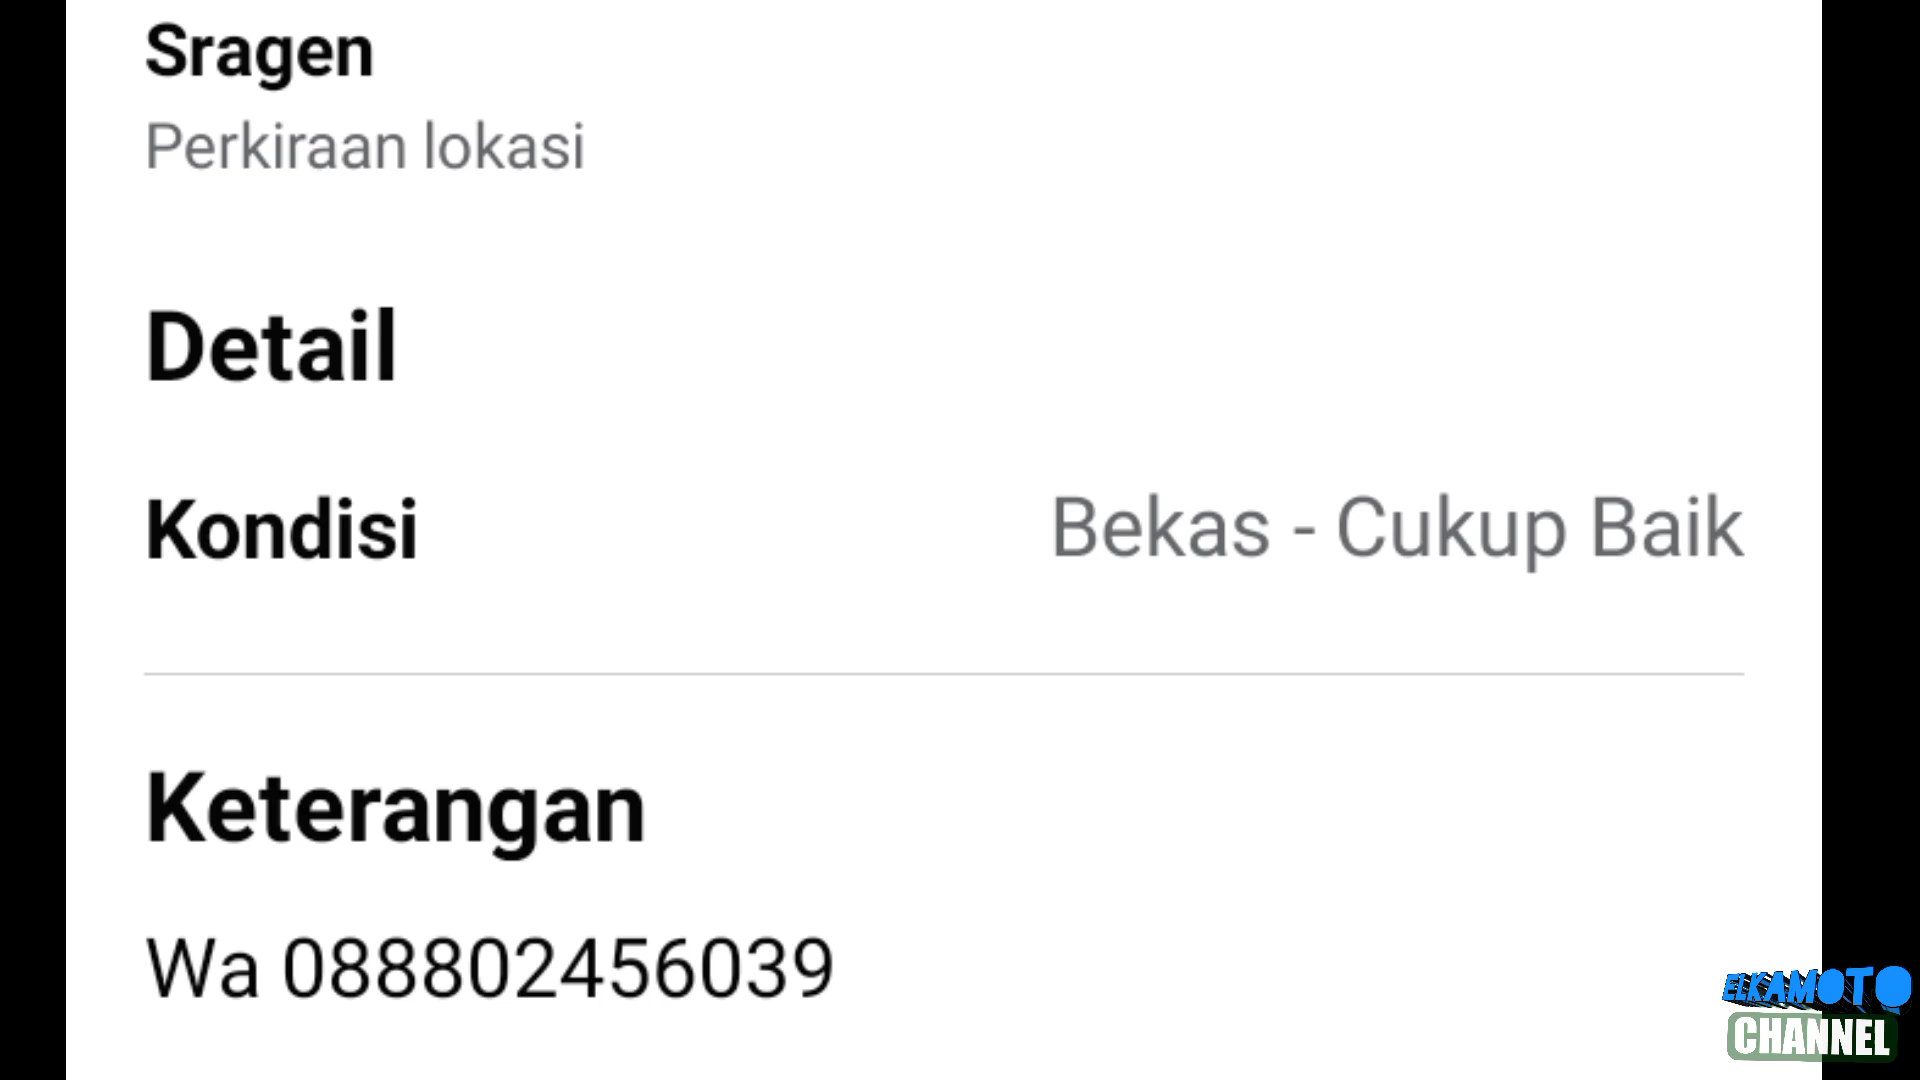 Sragen
Perkiraan lokasi
Detail
Kondisi Bekas - Cukup Baik
Keterangan
Wa 088802456039
ELKAMOTO
CHANNEL